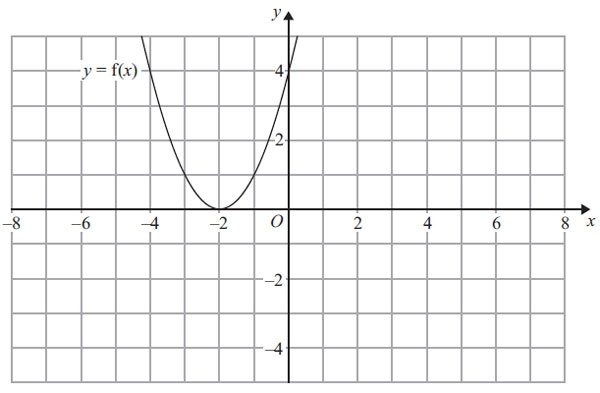 y
y = f(x)
4
2
–8 –6 –4 –2 O 2 4 6 8 x
–2
–4